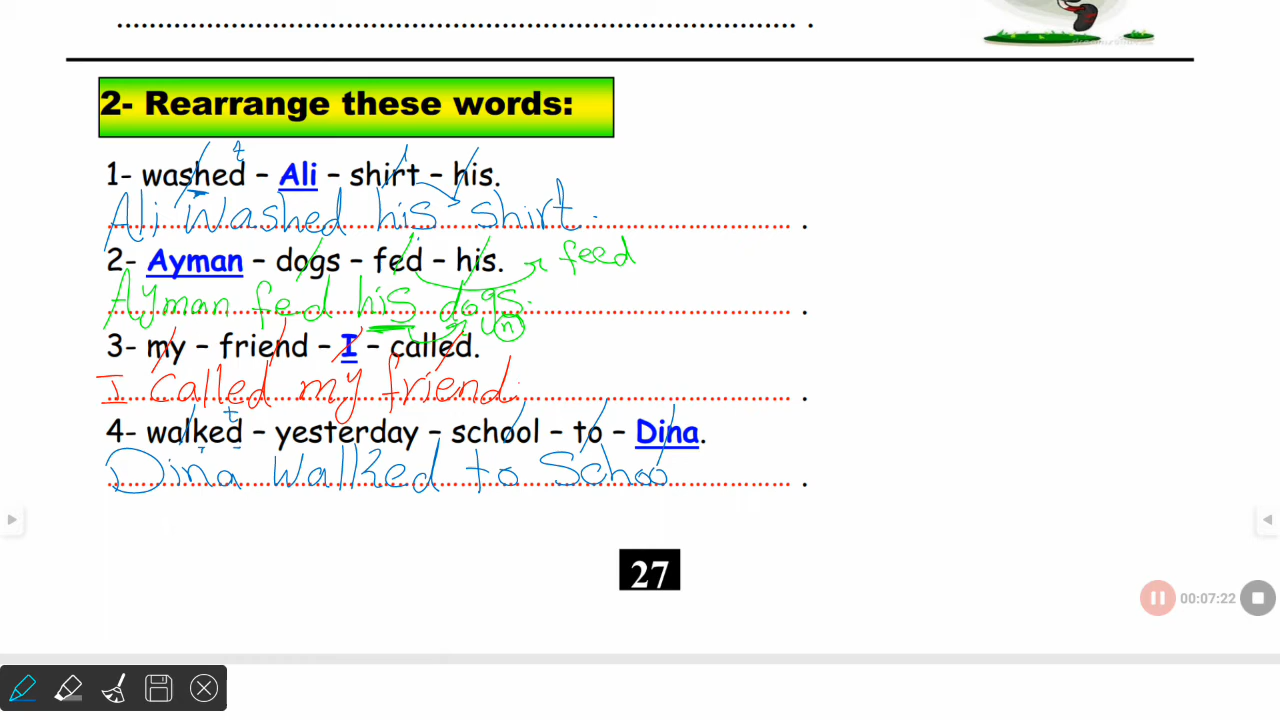 .................................................................................... .
2- Rearrange these words:
t
1- washed – Ali – shirt – his.
Ali washed his shirt.
2- Ayman – dogs – fed – his. feed
Ayman fed his dogs.
n
3- my – friend – I – called.
I called my friend.
t
4- walked – yesterday – school – to – Dina.
Dina walked to Schoo
27
00:07:22